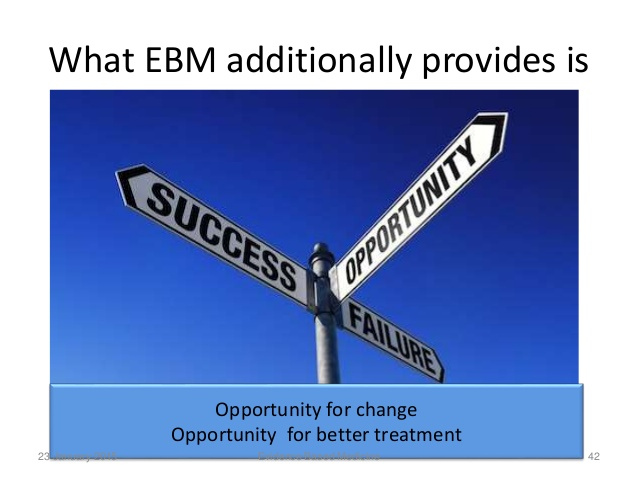 What EBM additionally provides is
SUCCESS
OPPORTUNITY
FAILURE
Opportunity for change
Opportunity  for better treatment
42